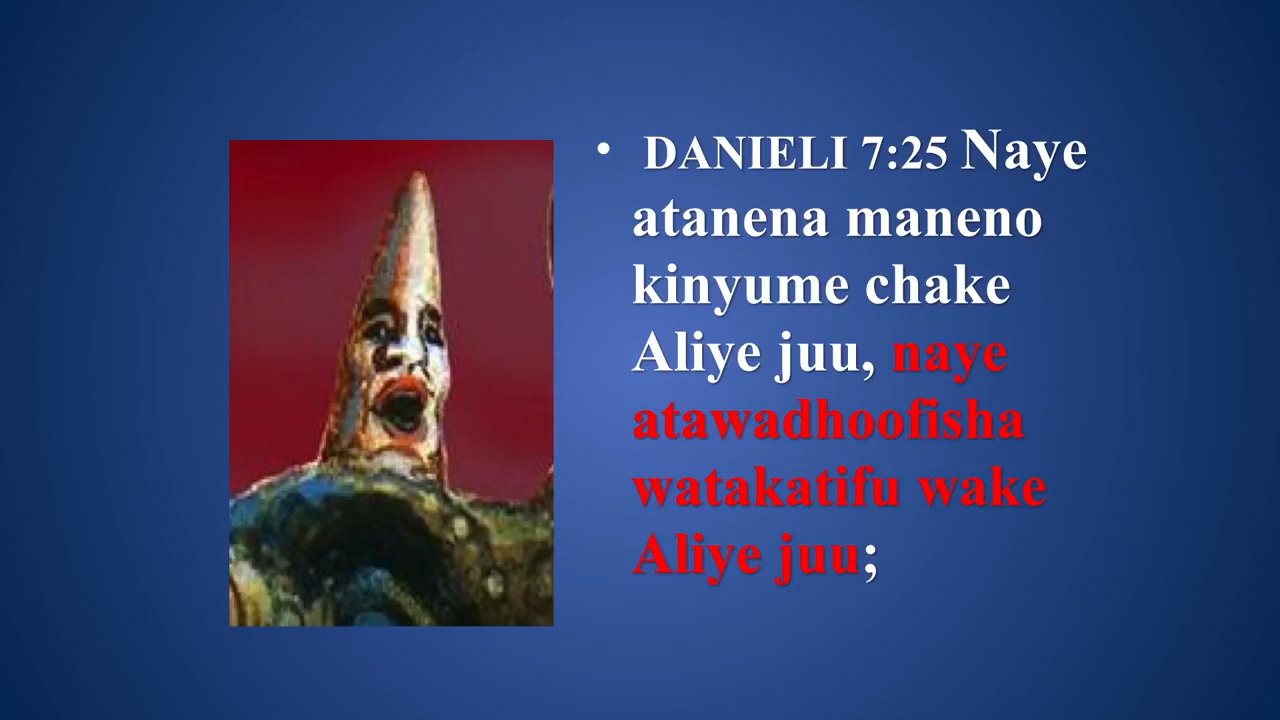 • DANIELI 7:25 Naye
atanena maneno
kinyume chake
Aliye juu, naye
atawadhoofisha
watakatifu wake
Aliye juu;